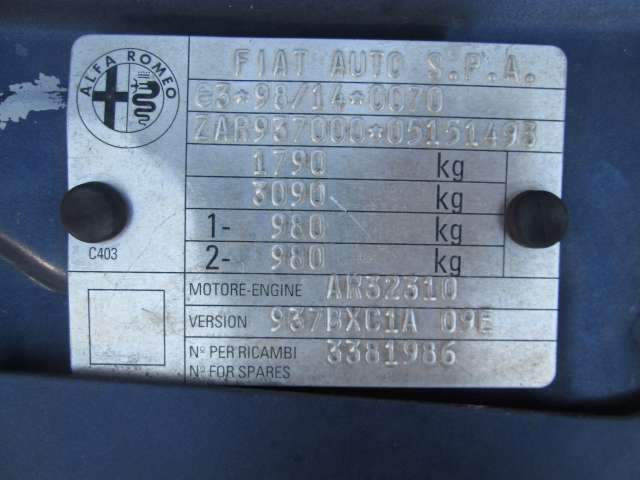 ALFA ROMEO
FIAT AUTO S.P.A.
e3*98/14*0070
ZAR937000*05151493
1790 kg
3090 kg
1- 980 kg
2- 980 kg
C403
MOTORE-ENGINE AR32310
VERSION 937BXC1A 09E
Nº PER RICAMBI 3381986
Nº FOR SPARES